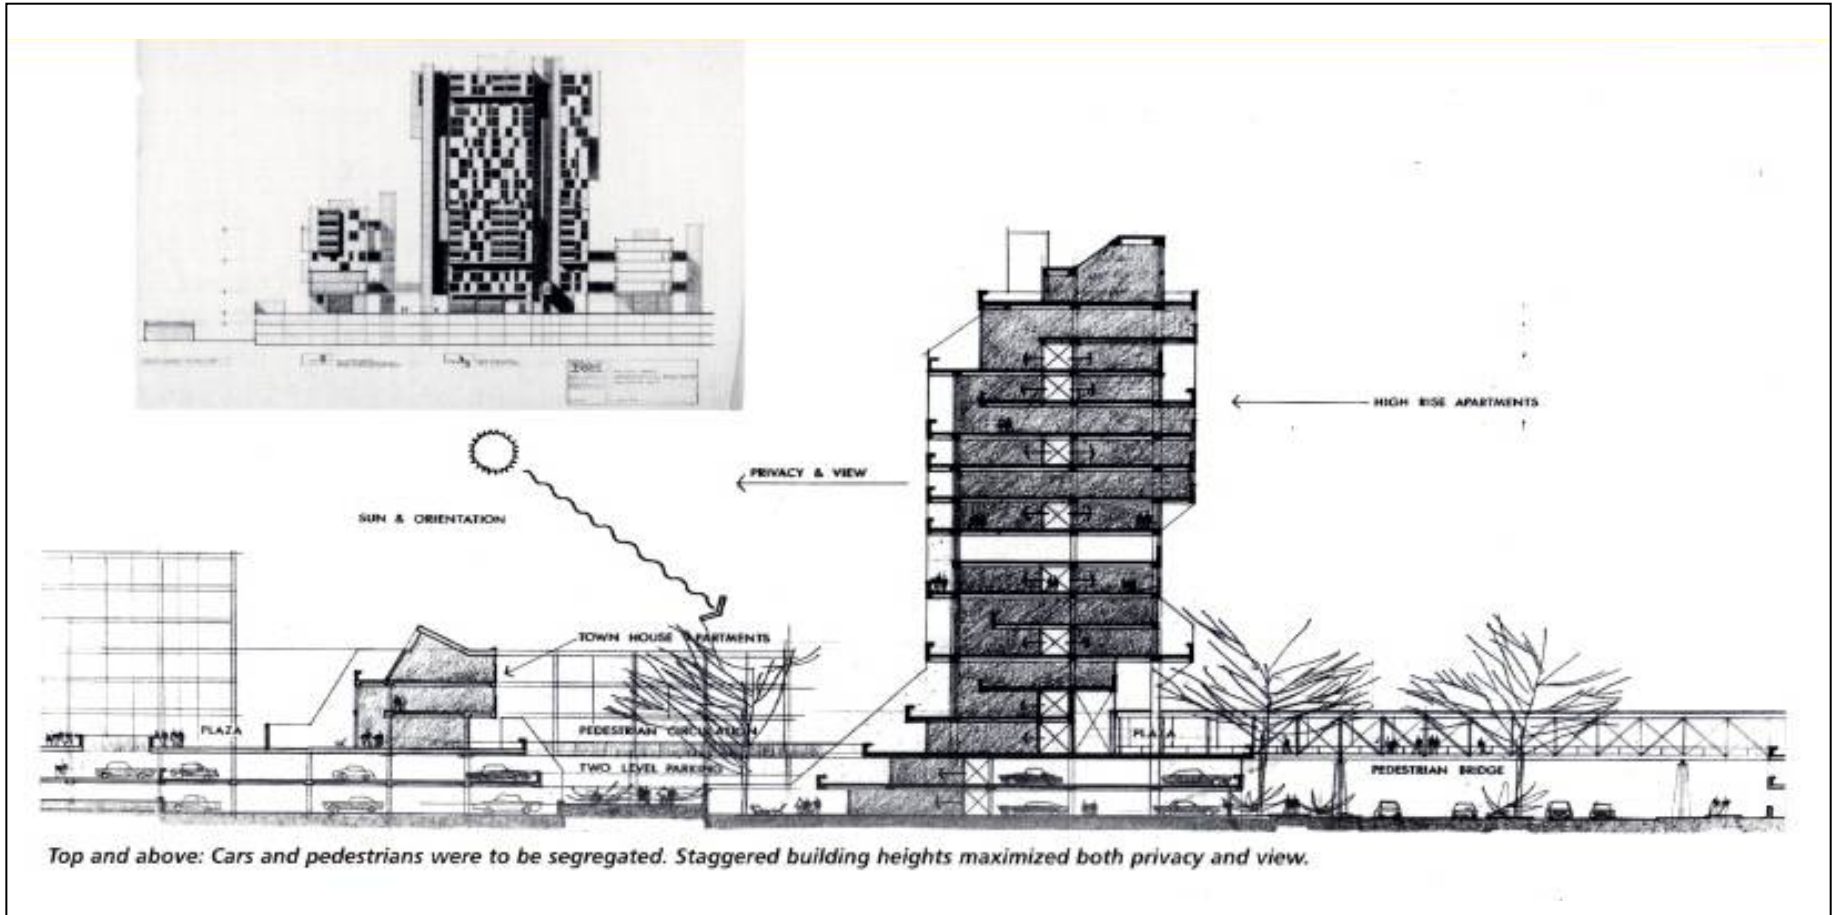 HIGH RISE APARTMENTS
PRIVACY & VIEW
SUN & ORIENTATION
TOWN HOUSE APARTMENTS
PLAZA
PEDESTRIAN CIRCULATION
PLAZA
TWO LEVEL PARKING
PEDESTRIAN BRIDGE
Top and above: Cars and pedestrians were to be segregated. Staggered building heights maximized both privacy and view.